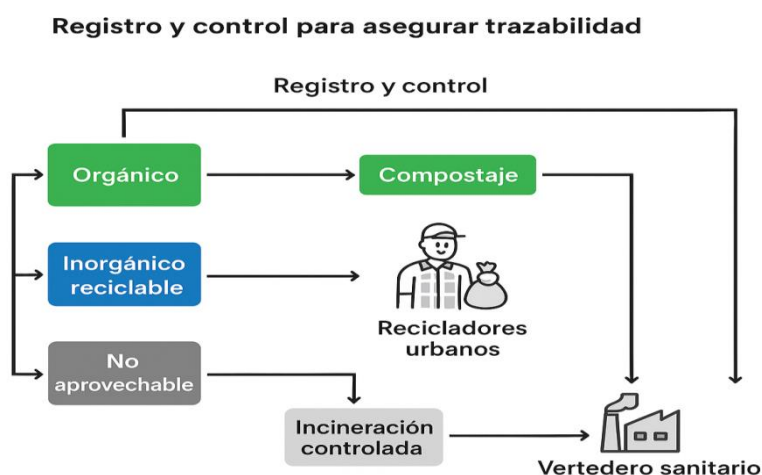 Registro y control para asegurar trazabilidad
Registro y control
Orgánico
Compostaje
Inorgánico
reciclable
Recicladores
urbanos
No
aprovechable
Incineración
controlada
Vertedero sanitario